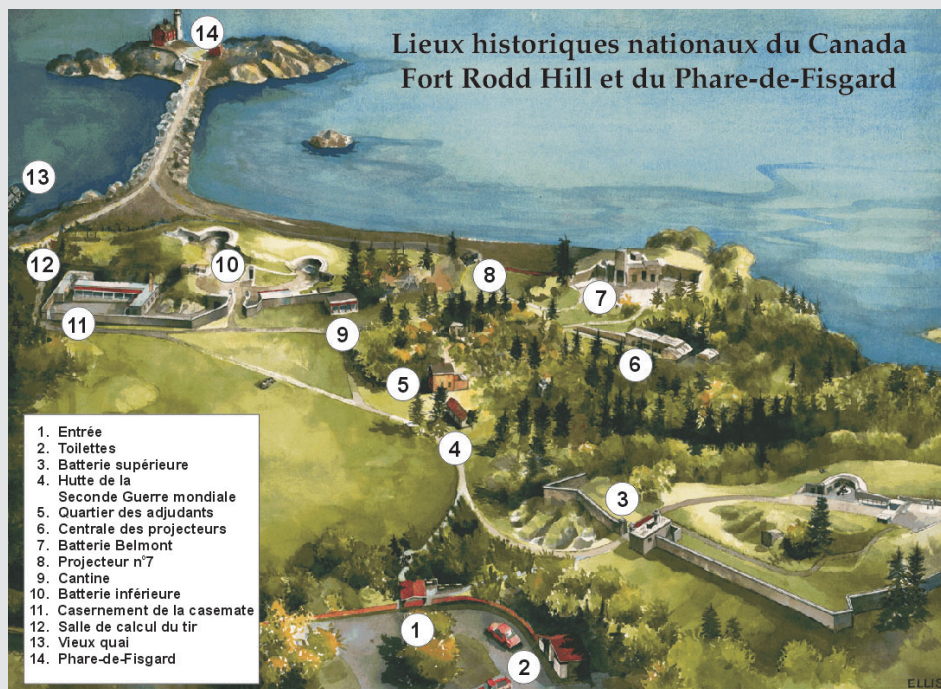 Lieux historiques nationaux du Canada
Fort Rodd Hill et du Phare-de-Fisgard
14
13
12
10
8
7
11
9
6
5
4
3
1
2
1. Entrée
2. Toilettes
3. Batterie supérieure
4. Hutte de la
Seconde Guerre mondiale
5. Quartier des adjudants
6. Centrale des projecteurs
7. Batterie Belmont
8. Projecteur n°7
9. Cantine
10. Batterie inférieure
11. Casernement de la casemate
12. Salle de calcul du tir
13. Vieux quai
14. Phare-de-Fisgard
ELLIS